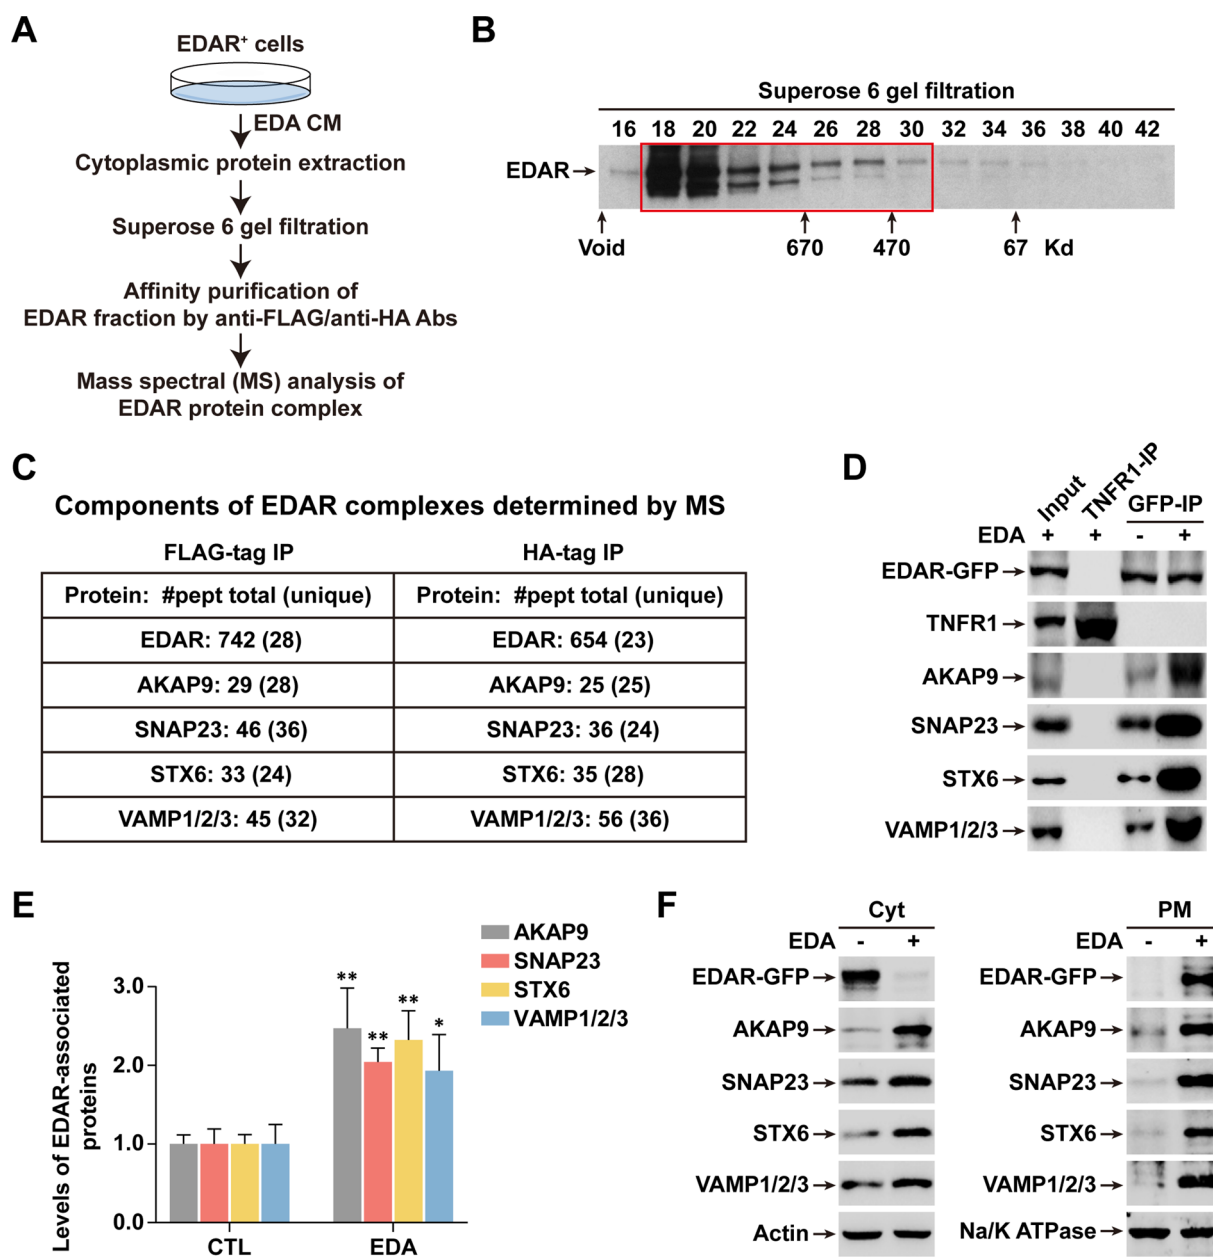 A
EDAR⁺ cells
EDA CM
Cytoplasmic protein extraction
Superose 6 gel filtration
Affinity purification of
EDAR fraction by anti-FLAG/anti-HA Abs
Mass spectral (MS) analysis of
EDAR protein complex
B
Superose 6 gel filtration
16 18 20 22 24 26 28 30 32 34 36 38 40 42
EDAR
Void 670 470 67 Kd
C
Components of EDAR complexes determined by MS
FLAG-tag IP HA-tag IP
Protein: #pept total (unique) Protein: #pept total (unique)
EDAR: 742 (28) EDAR: 654 (23)
AKAP9: 29 (28) AKAP9: 25 (25)
SNAP23: 46 (36) SNAP23: 36 (24)
STX6: 33 (24) STX6: 35 (28)
VAMP1/2/3: 45 (32) VAMP1/2/3: 56 (36)
D
Input TNFR1-IP GFP-IP
EDA + + - +
EDAR-GFP
TNFR1
AKAP9
SNAP23
STX6
VAMP1/2/3
E
AKAP9
SNAP23
STX6
VAMP1/2/3
Levels of EDAR-associated
proteins
3.0
2.0
1.0
0.0
** ** ** *
CTL EDA
F
Cyt
EDA - +
EDAR-GFP
AKAP9
SNAP23
STX6
VAMP1/2/3
Actin
PM
EDA - +
EDAR-GFP
AKAP9
SNAP23
STX6
VAMP1/2/3
Na/K ATPase